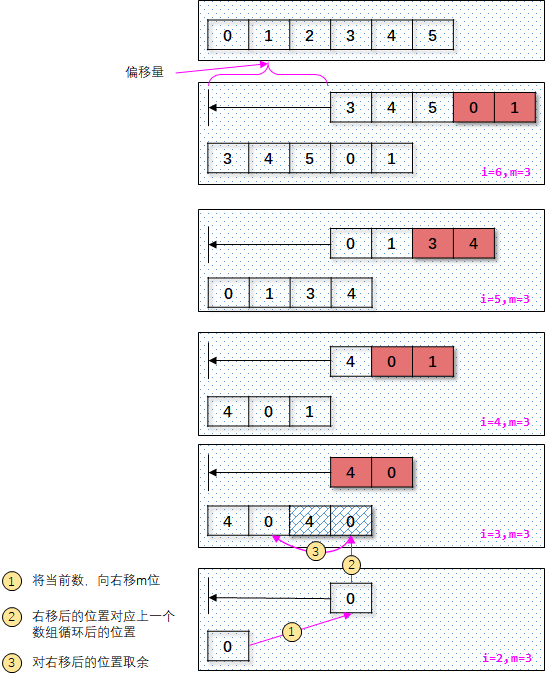 0 1 2 3 4 5
偏移量
3 4 5 0 1
3 4 5 0 1
i=6,m=3
0 1 3 4
0 1 3 4
i=5,m=3
4 0 1
4 0 1
i=4,m=3
4 0
4 0 4 0
i=3,m=3
3
2
0
1 将当前数，向右移m位
2 右移后的位置对应上一个
数组循环后的位置
1
0
3 对右移后的位置取余
i=2,m=3